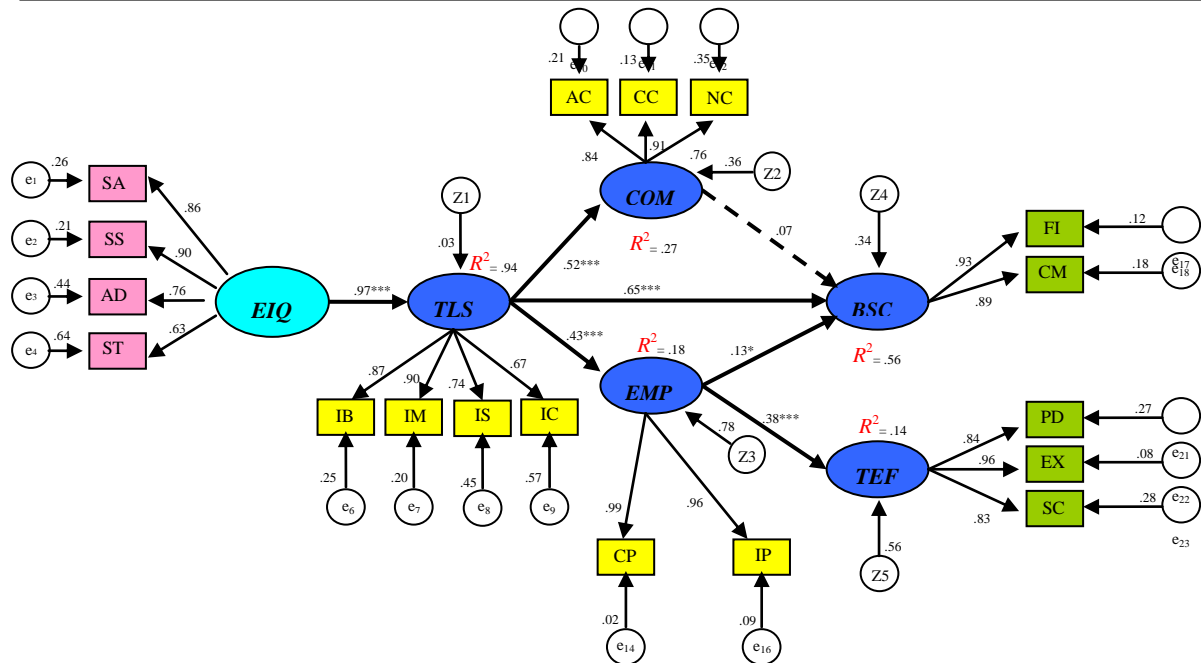 .21 .13 .35
AC CC NC
.84 .91 .76 .36 Z2
COM
R² = .27
e₁ .26 SA
.86
e₂ .21 SS
.90
e₃ .44 AD
.76
e₄ .64 ST
.63
EIQ
.97***
Z1
.03
R² = .94
TLS
.52***
.65***
.43***
.07
Z4
.34
BSC
R² = .56
.93 FI .12
.89 CM .18
e₁₇
e₁₈
.87 .90 .74 .67
IB IM IS IC
.25 .20 .45 .57
e₆ e₇ e₈ e₉
R² = .18
EMP
.13*
.38***
.78 Z3
.99 .96
CP IP
.02 .09
e₁₄ e₁₆
R² = .14
TEF
.56
Z5
.84 PD .27
.96 EX .08
.83 SC .28
e₂₁
e₂₂
e₂₃